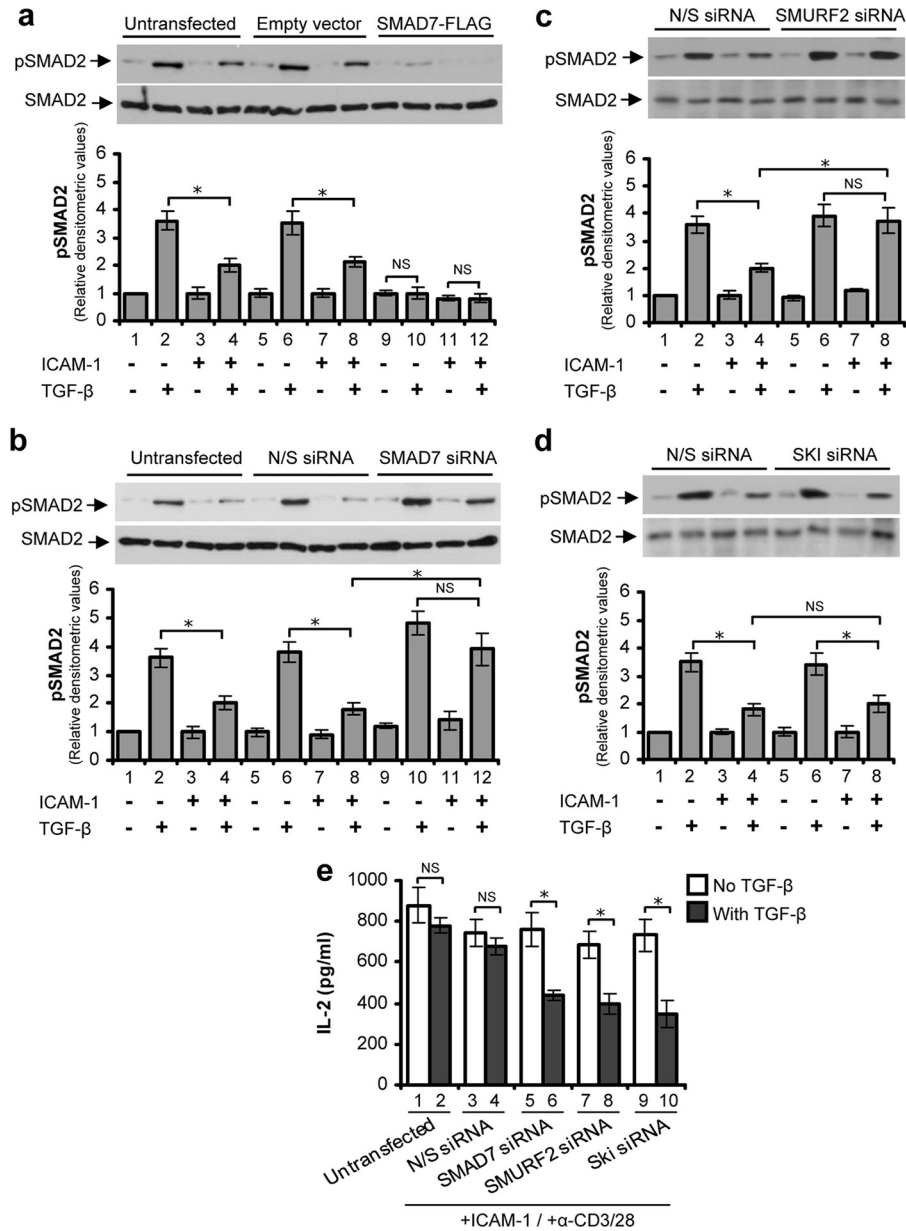 a
Untransfected Empty vector SMAD7-FLAG
pSMAD2
SMAD2
pSMAD2
(Relative densitometric values)
6
5
4
3
2
1
0
* * NS NS
1 2 3 4 5 6 7 8 9 10 11 12
ICAM-1 - - + + - - + + - - + +
TGF-β - + - + - + - + - + - +
b
Untransfected N/S siRNA SMAD7 siRNA
pSMAD2
SMAD2
pSMAD2
(Relative densitometric values)
6
5
4
3
2
1
0
* * * NS
1 2 3 4 5 6 7 8 9 10 11 12
ICAM-1 - - + + - - + + - - + +
TGF-β - + - + - + - + - + - +
c
N/S siRNA SMURF2 siRNA
pSMAD2
SMAD2
pSMAD2
(Relative densitometric values)
6
5
4
3
2
1
0
* * NS
1 2 3 4 5 6 7 8
ICAM-1 - - + + - - + +
TGF-β - + - + - + - +
d
N/S siRNA SKI siRNA
pSMAD2
SMAD2
pSMAD2
(Relative densitometric values)
6
5
4
3
2
1
0
* NS *
1 2 3 4 5 6 7 8
ICAM-1 - - + + - - + +
TGF-β - + - + - + - +
e
IL-2 (pg/ml)
1000
800
600
400
200
0
NS NS * * *
No TGF-β
With TGF-β
1 2 3 4 5 6 7 8 9 10
Untransfected
N/S siRNA
SMAD7 siRNA
SMURF2 siRNA
Ski siRNA
+ICAM-1 / +α-CD3/28